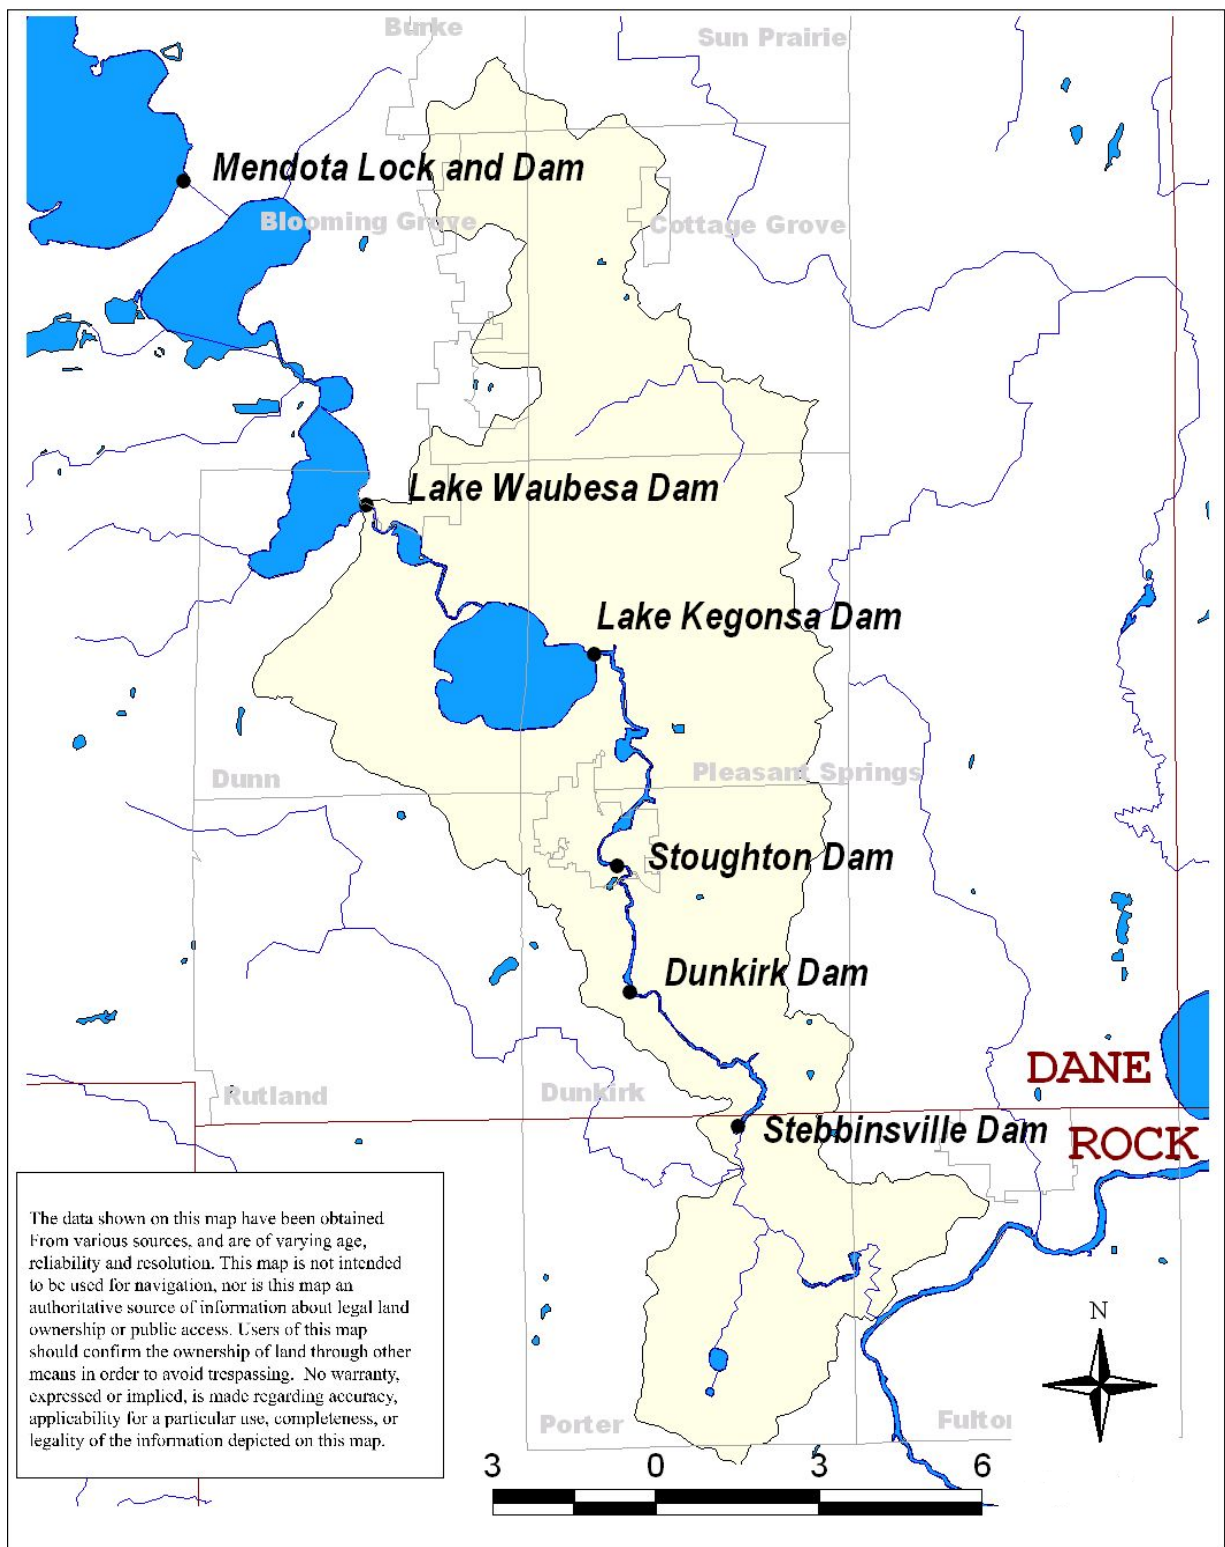 Burke
Sun Prairie
Mendota Lock and Dam
Blooming Grove
Cottage Grove
Lake Waubesa Dam
Lake Kegonsa Dam
Dunn
Pleasant Springs
Stoughton Dam
Dunkirk Dam
DANE
Rutland
Dunkirk
Stebbinsville Dam
ROCK
The data shown on this map have been obtained
From various sources, and are of varying age,
reliability and resolution. This map is not intended
to be used for navigation, nor is this map an
authoritative source of information about legal land
ownership or public access. Users of this map
should confirm the ownership of land through other
means in order to avoid trespassing. No warranty,
expressed or implied, is made regarding accuracy,
applicability for a particular use, completeness, or
legality of the information depicted on this map.
N
Porter
Fulton
3 0 3 6